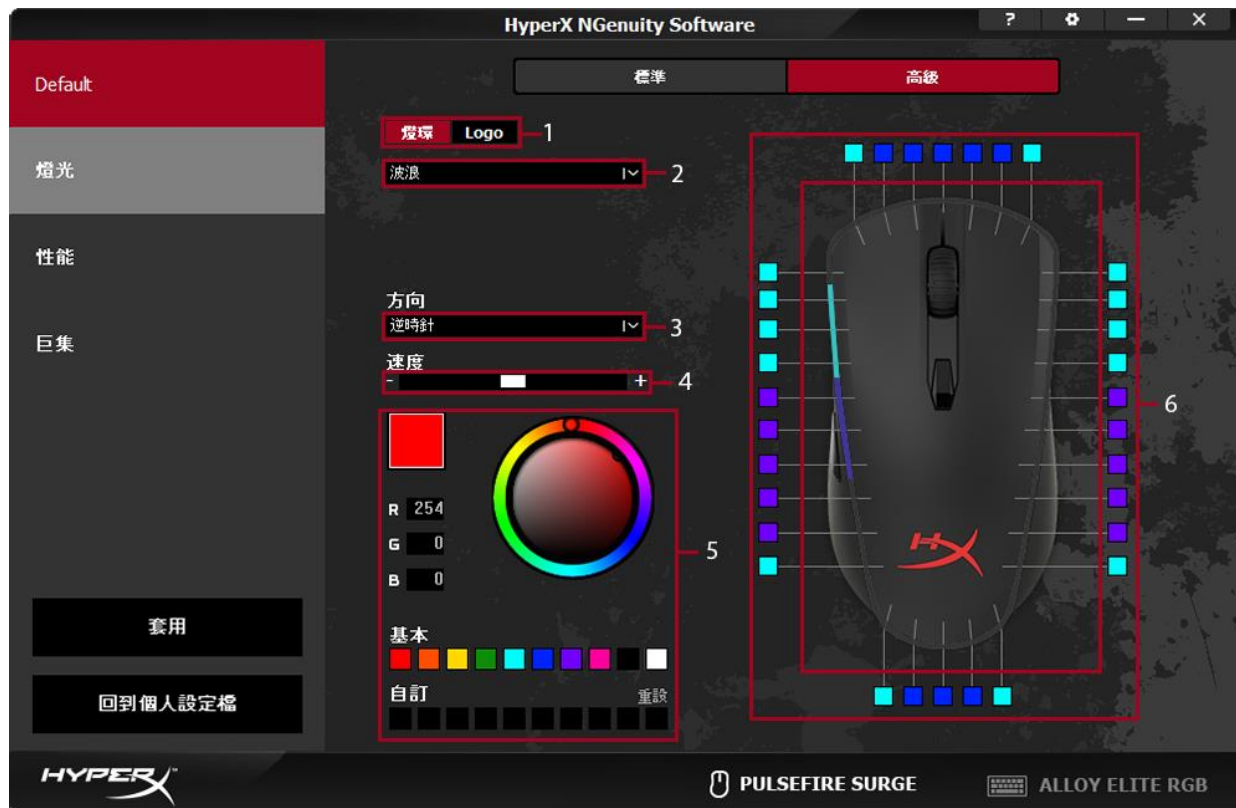 HyperX NGenuity Software
?
Default
燈光
性能
巨集
套用
回到個人設定檔
標準
高級
燈環
Logo
1
波浪
2
方向
逆時針
3
速度
- +
4
R 254
G 0
B 0
5
基本
自訂
重設
6
HYPERX
PULSEFIRE SURGE
ALLOY ELITE RGB